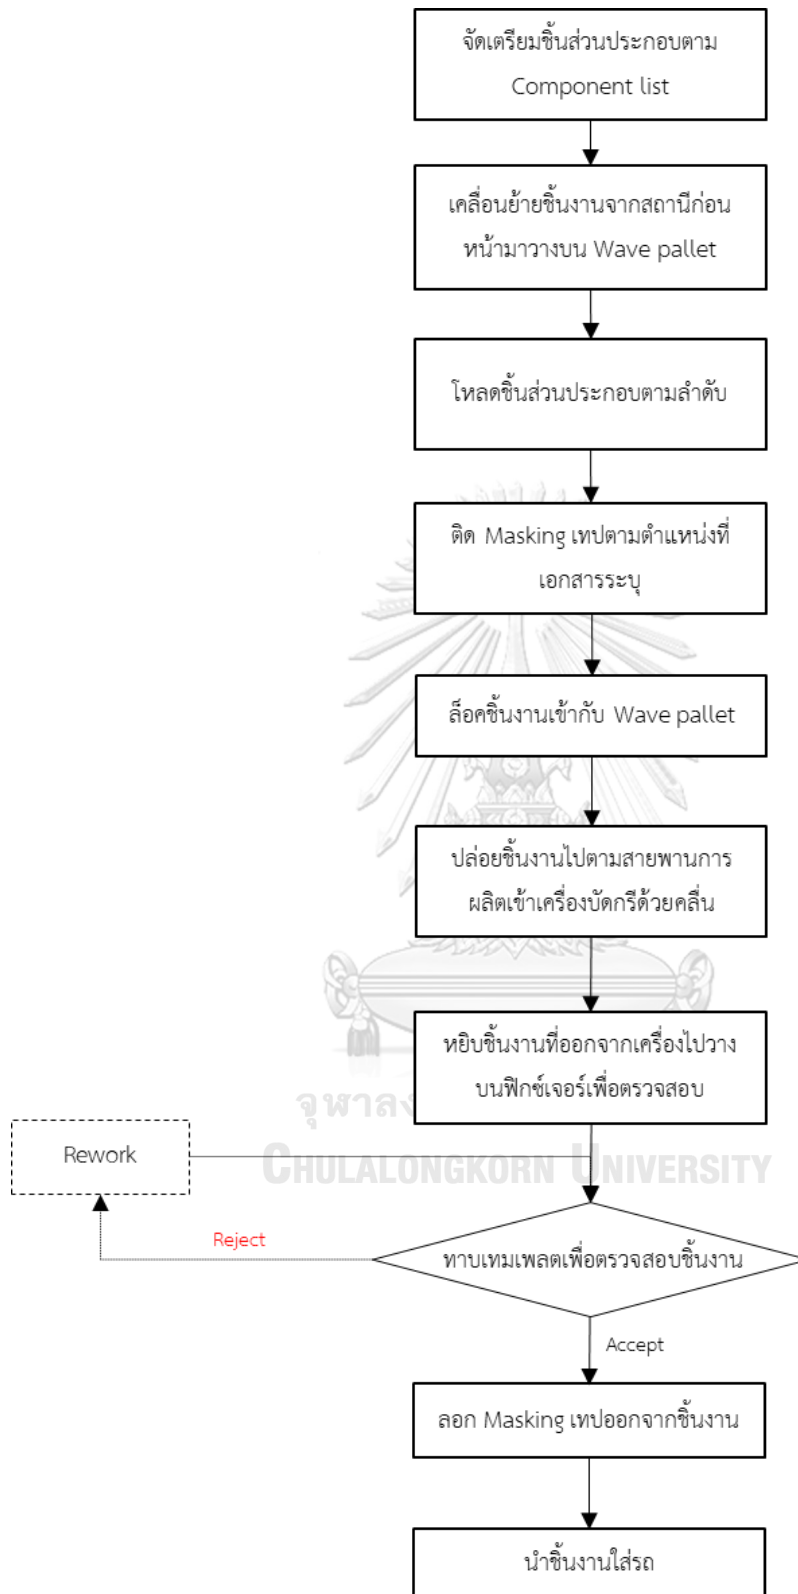 จัดเตรียมชิ้นส่วนประกอบตาม
Component list
เคลื่อนย้ายชิ้นงานจากสถานีก่อน
หน้ามาวางบน Wave pallet
โหลดชิ้นส่วนประกอบตามลำดับ
ติด Masking เทปตามตำแหน่งที่
เอกสารระบุ
ล็อคชิ้นงานเข้ากับ Wave pallet
ปล่อยชิ้นงานไปตามสายพานการ
ผลิตเข้าเครื่องบัดกรีด้วยคลื่น
หยิบชิ้นงานที่ออกจากเครื่องไปวาง
บนฟิกซ์เจอร์เพื่อตรวจสอบ
Rework
CHULALONGKORN UNIVERSITY
Reject
ทาบเทมเพลตเพื่อตรวจสอบชิ้นงาน
Accept
ลอก Masking เทปออกจากชิ้นงาน
นำชิ้นงานใส่รถ